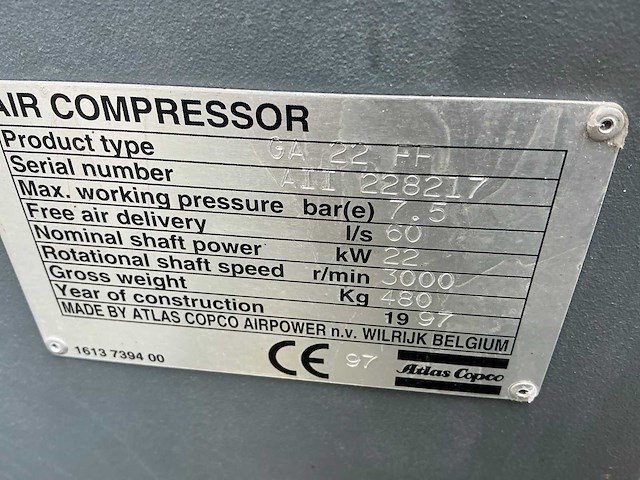 AIR COMPRESSOR
Product type GA 22 FF
Serial number AII 228217
Max. working pressure bar(e) 7.5
Free air delivery l/s 60
Nominal shaft power kW 22
Rotational shaft speed r/min 3000
Gross weight Kg 480
Year of construction 1997
MADE BY ATLAS COPCO AIRPOWER n.v. WILRIJK BELGIUM
1613 7394 00 CE 97 Atlas Copco